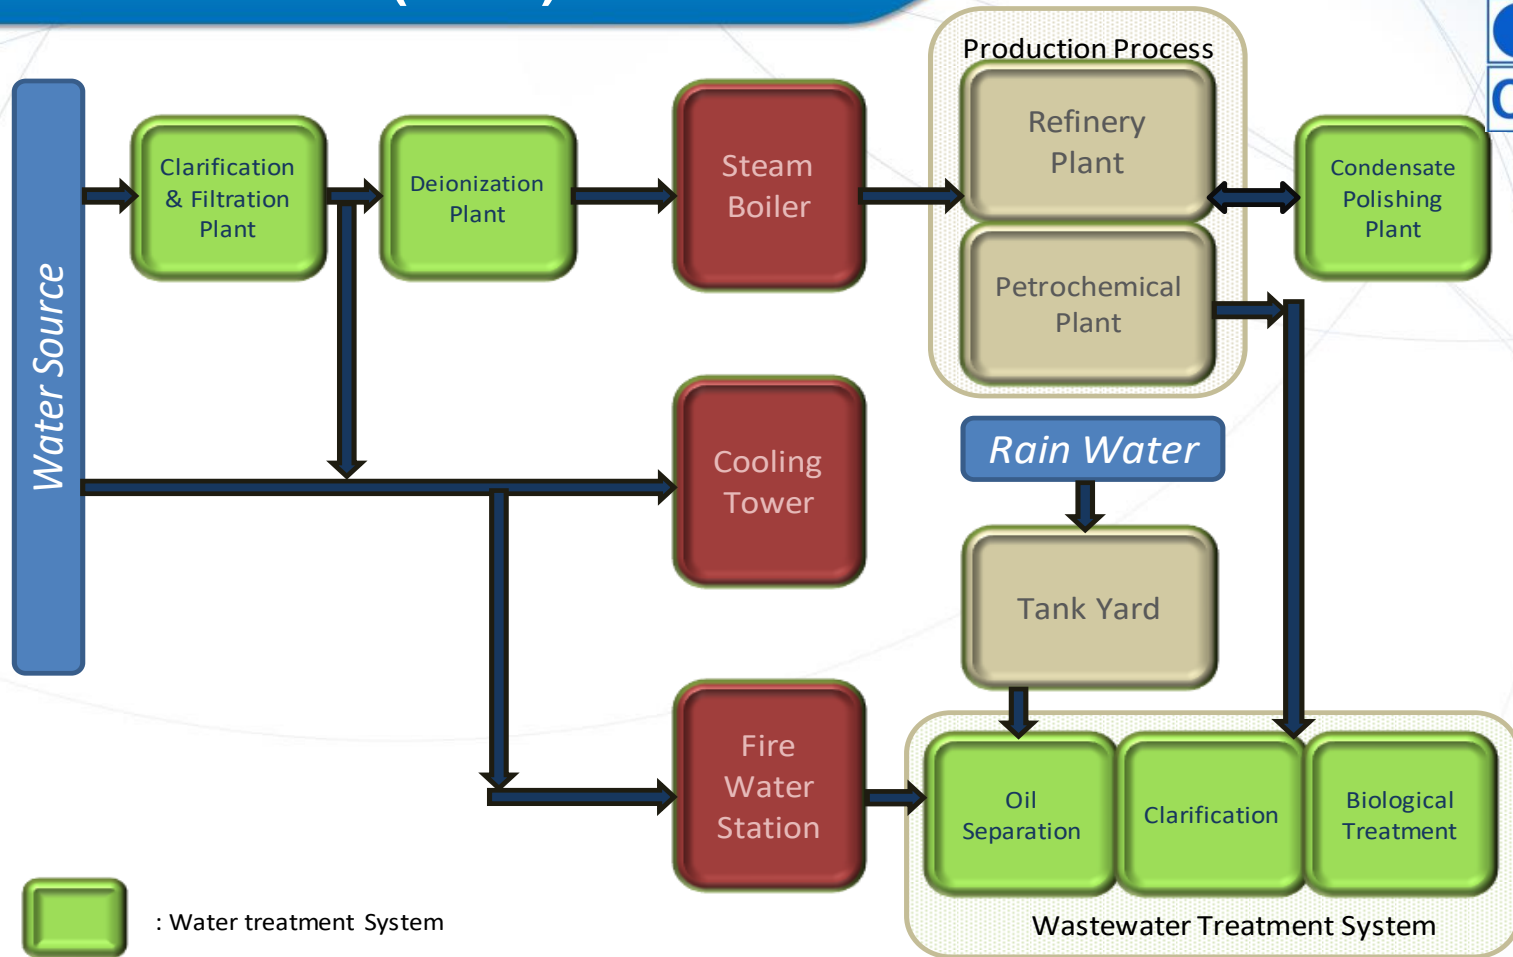 Production Process
Water Source
Clarification
& Filtration
Plant
Deionization
Plant
Steam
Boiler
Refinery
Plant
Condensate
Polishing
Plant
Petrochemical
Plant
Cooling
Tower
Rain Water
Tank Yard
Fire
Water
Station
Oil
Separation
Clarification
Biological
Treatment
Wastewater Treatment System
: Water treatment System